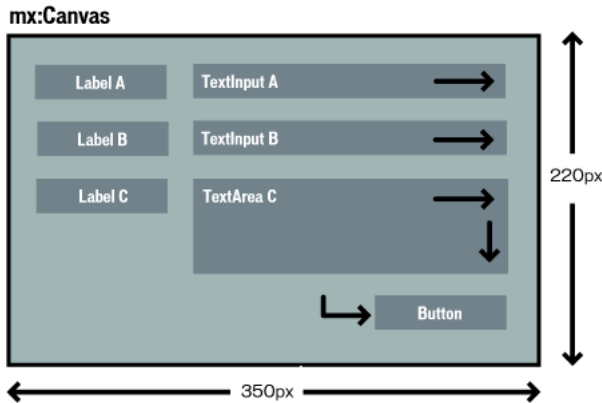 mx:Canvas
Label A
TextInput A
Label B
TextInput B
Label C
TextArea C
Button
220px
350px